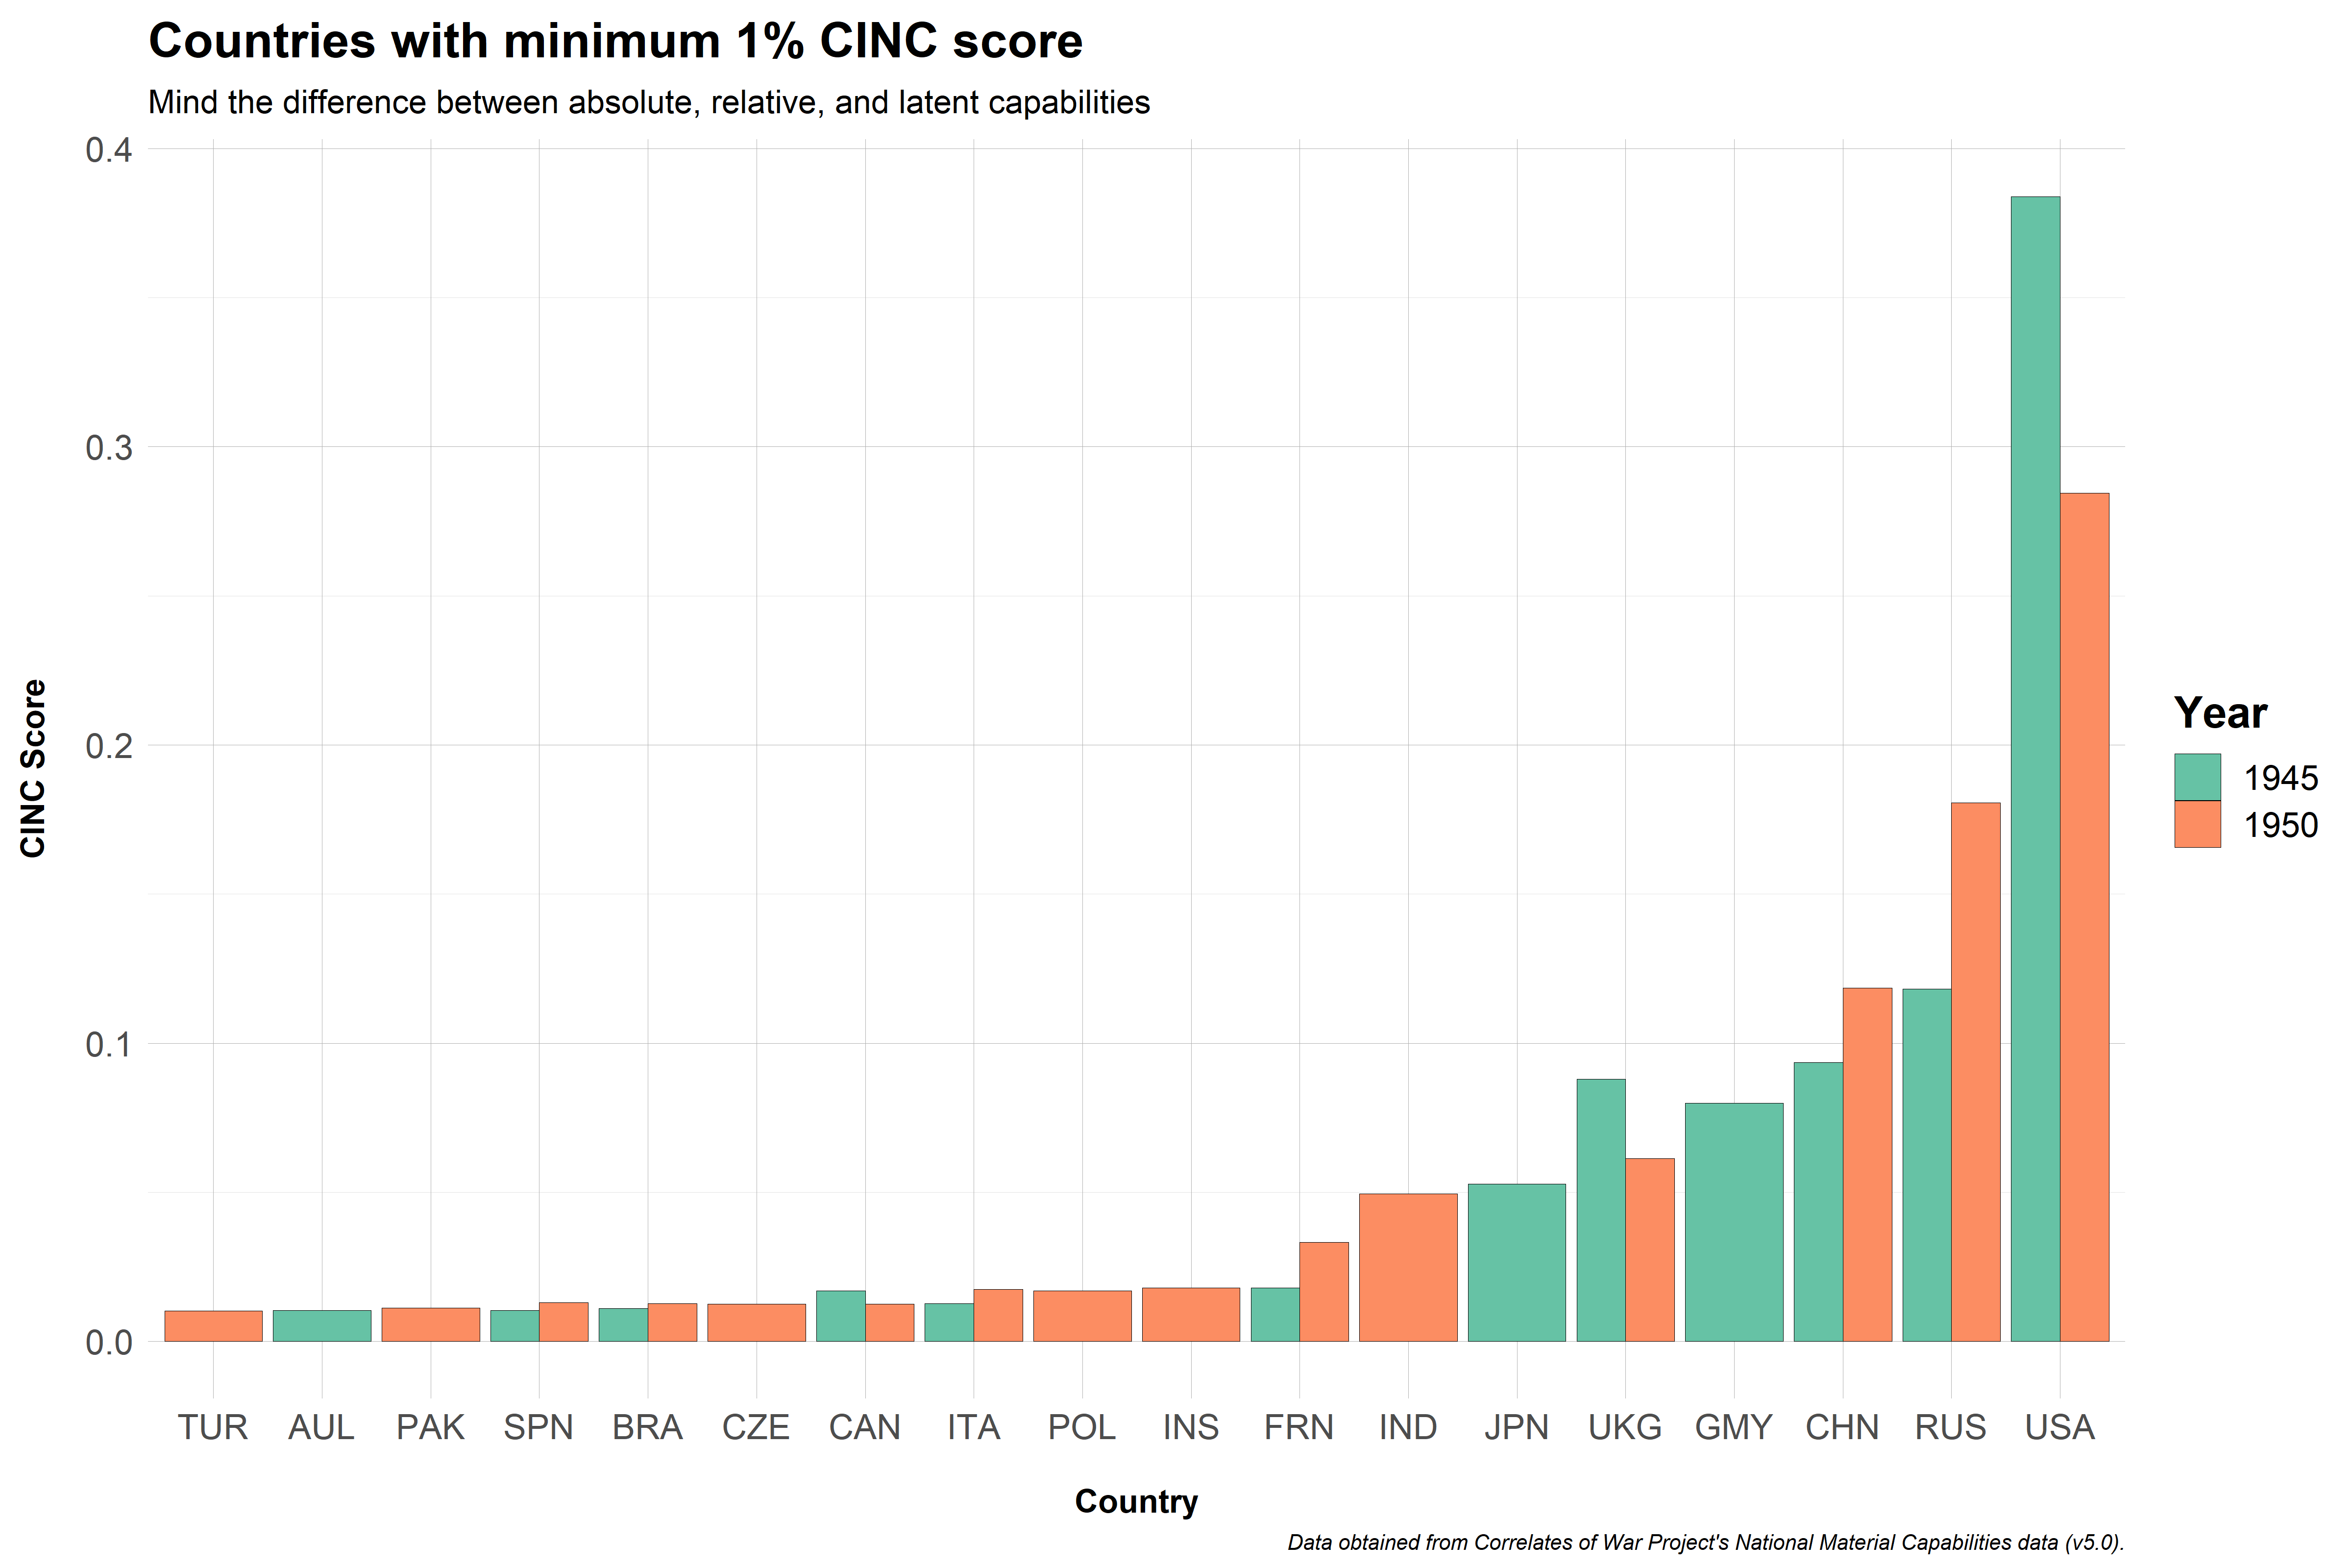 Countries with minimum 1% CINC score
Mind the difference between absolute, relative, and latent capabilities
0.4
0.3
0.2
0.1
0.0
CINC Score
TUR AUL PAK SPN BRA CZE CAN ITA POL INS FRN IND JPN UKG GMY CHN RUS USA
Country
Year
1945
1950
Data obtained from Correlates of War Project's National Material Capabilities data (v5.0).